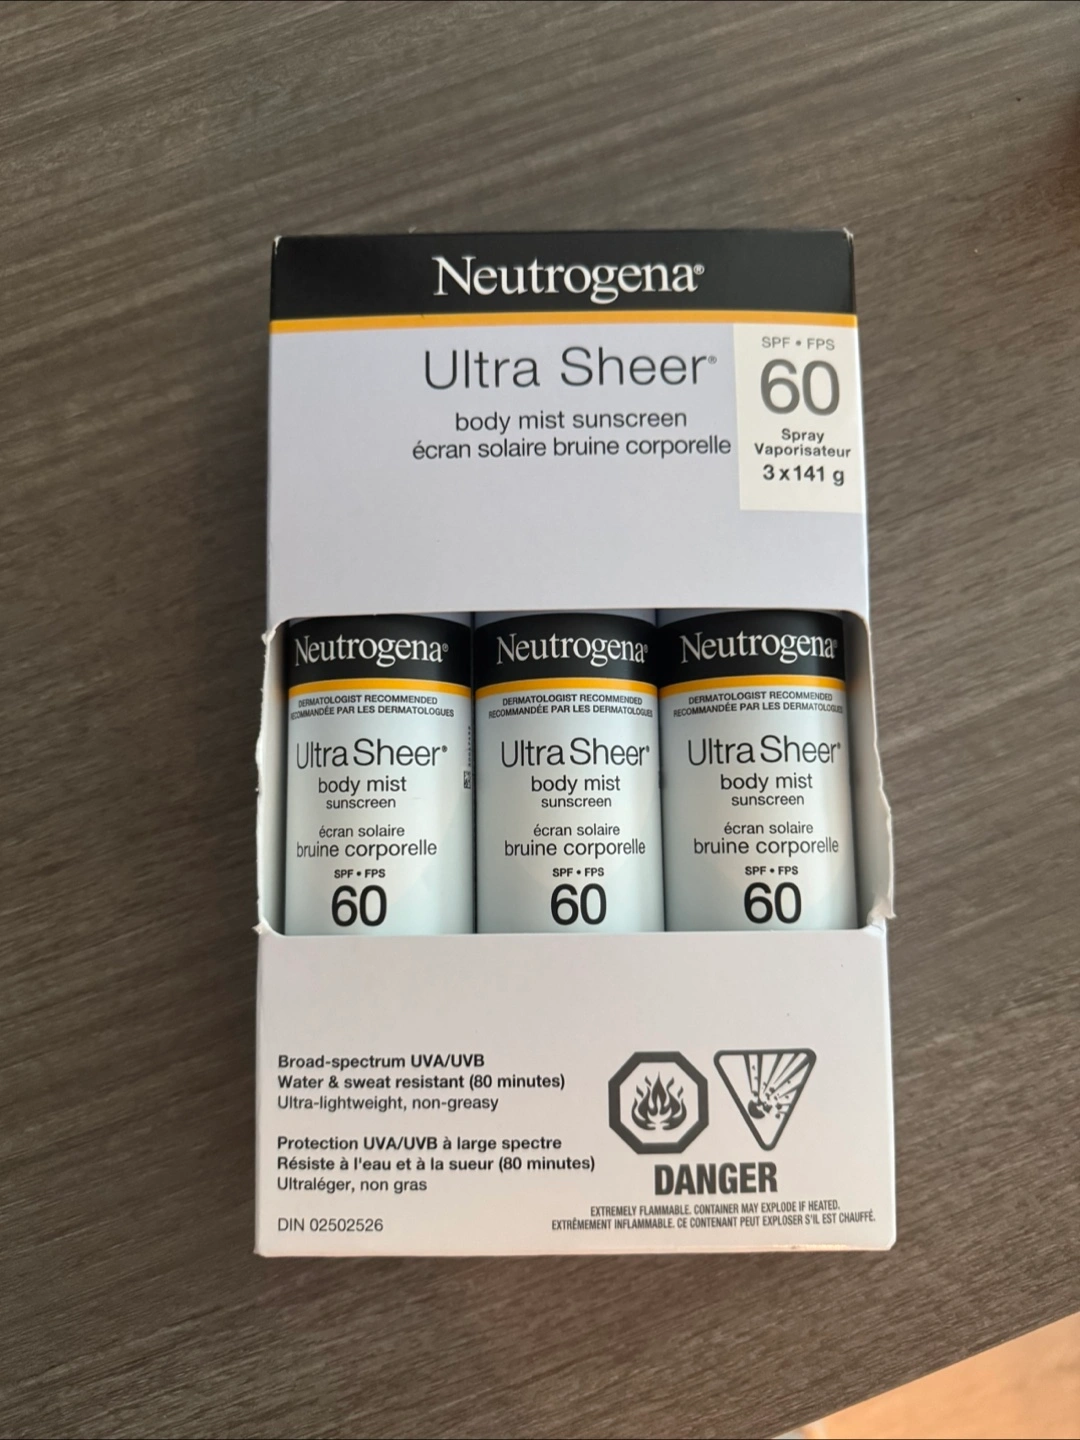 Neutrogena®
Ultra Sheer®
body mist sunscreen
écran solaire bruine corporelle
SPF • FPS
60
Spray
Vaporisateur
3 x 141 g
Neutrogena®
DERMATOLOGIST RECOMMENDED
RECOMMANDÉE PAR LES DERMATOLOGUES
Ultra Sheer®
body mist
sunscreen
écran solaire
bruine corporelle
SPF • FPS
60
Neutrogena®
DERMATOLOGIST RECOMMENDED
RECOMMANDÉE PAR LES DERMATOLOGUES
Ultra Sheer®
body mist
sunscreen
écran solaire
bruine corporelle
SPF • FPS
60
Neutrogena®
DERMATOLOGIST RECOMMENDED
RECOMMANDÉE PAR LES DERMATOLOGUES
Ultra Sheer®
body mist
sunscreen
écran solaire
bruine corporelle
SPF • FPS
60
Broad-spectrum UVA/UVB
Water & sweat resistant (80 minutes)
Ultra-lightweight, non-greasy
Protection UVA/UVB à large spectre
Résiste à l'eau et à la sueur (80 minutes)
Ultraléger, non gras
DIN 02502526
DANGER
EXTREMELY FLAMMABLE. CONTAINER MAY EXPLODE IF HEATED.
EXTRÊMEMENT INFLAMMABLE. CE CONTENANT PEUT EXPLOSER S'IL EST CHAUFFÉ.